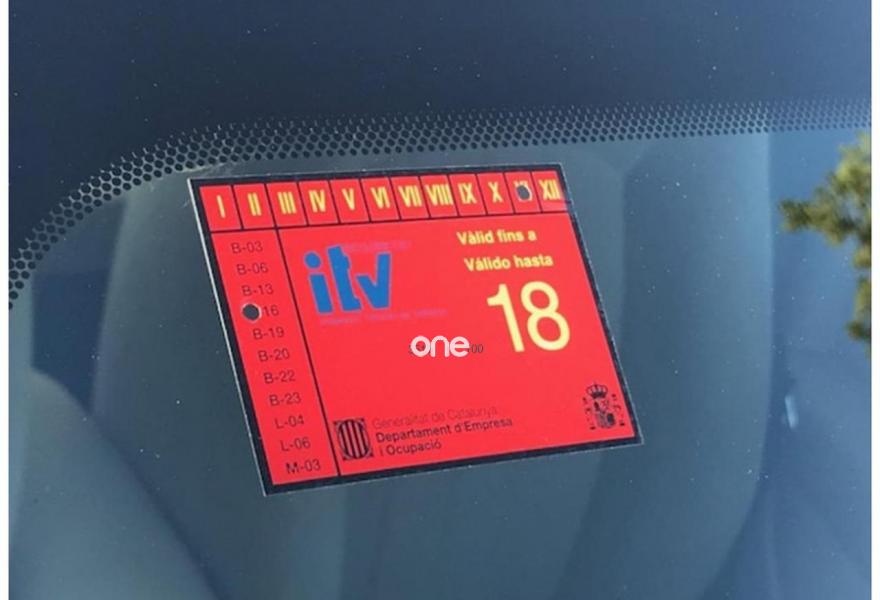 I II III IV V VI VII VIII IX X XII
B-03
B-06
B-13
16
B-19
B-20
B-22
B-23
L-04
L-06
M-03
itv
Vàlid fins a
Válido hasta
18
one
00
Generalitat de Catalunya
Departament d'Empresa
i Ocupació